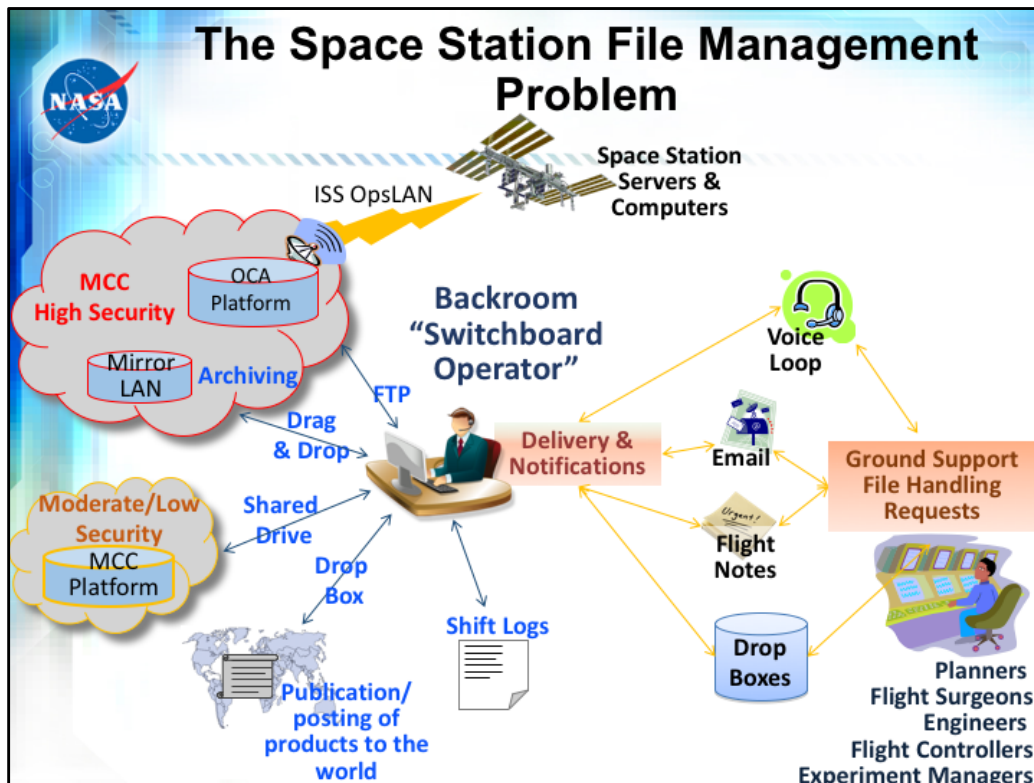 The Space Station File Management
Problem
NASA
Space Station
Servers &
Computers
ISS OpsLAN
MCC
High Security
OCA
Platform
Mirror
LAN
Archiving
Backroom
“Switchboard
Operator”
Voice
Loop
FTP
Drag
& Drop
Delivery &
Notifications
Email
Ground Support
File Handling
Requests
Moderate/Low
Security
MCC
Platform
Shared
Drive
Urgent!
Flight
Notes
Drop
Box
Shift Logs
Drop
Boxes
Publication/
posting of
products to the
world
Planners
Flight Surgeons
Engineers
Flight Controllers
Experiment Managers